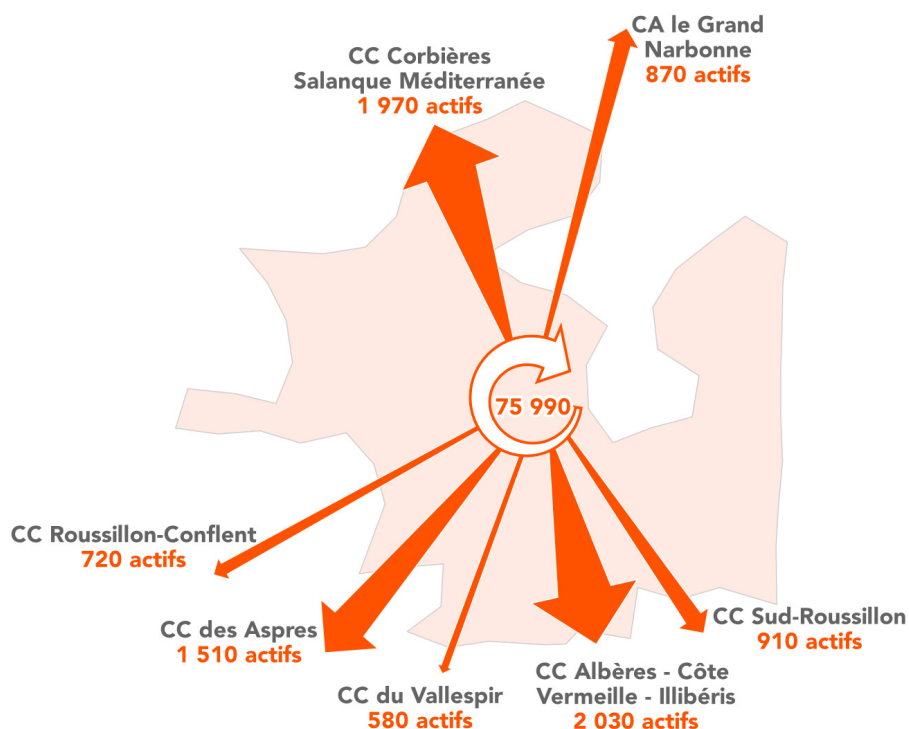 CA le Grand
Narbonne
870 actifs
CC Corbières
Salanque Méditerranée
1 970 actifs
75 990
CC Roussillon-Conflent
720 actifs
CC des Aspres
1 510 actifs
CC du Vallespir
580 actifs
CC Albères - Côte
Vermeille - Illibéris
2 030 actifs
CC Sud-Roussillon
910 actifs